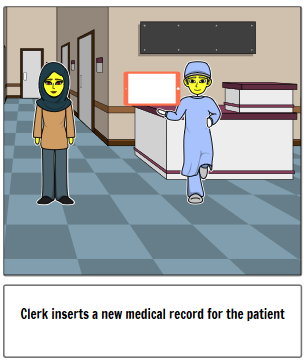 Clerk inserts a new medical record for the patient